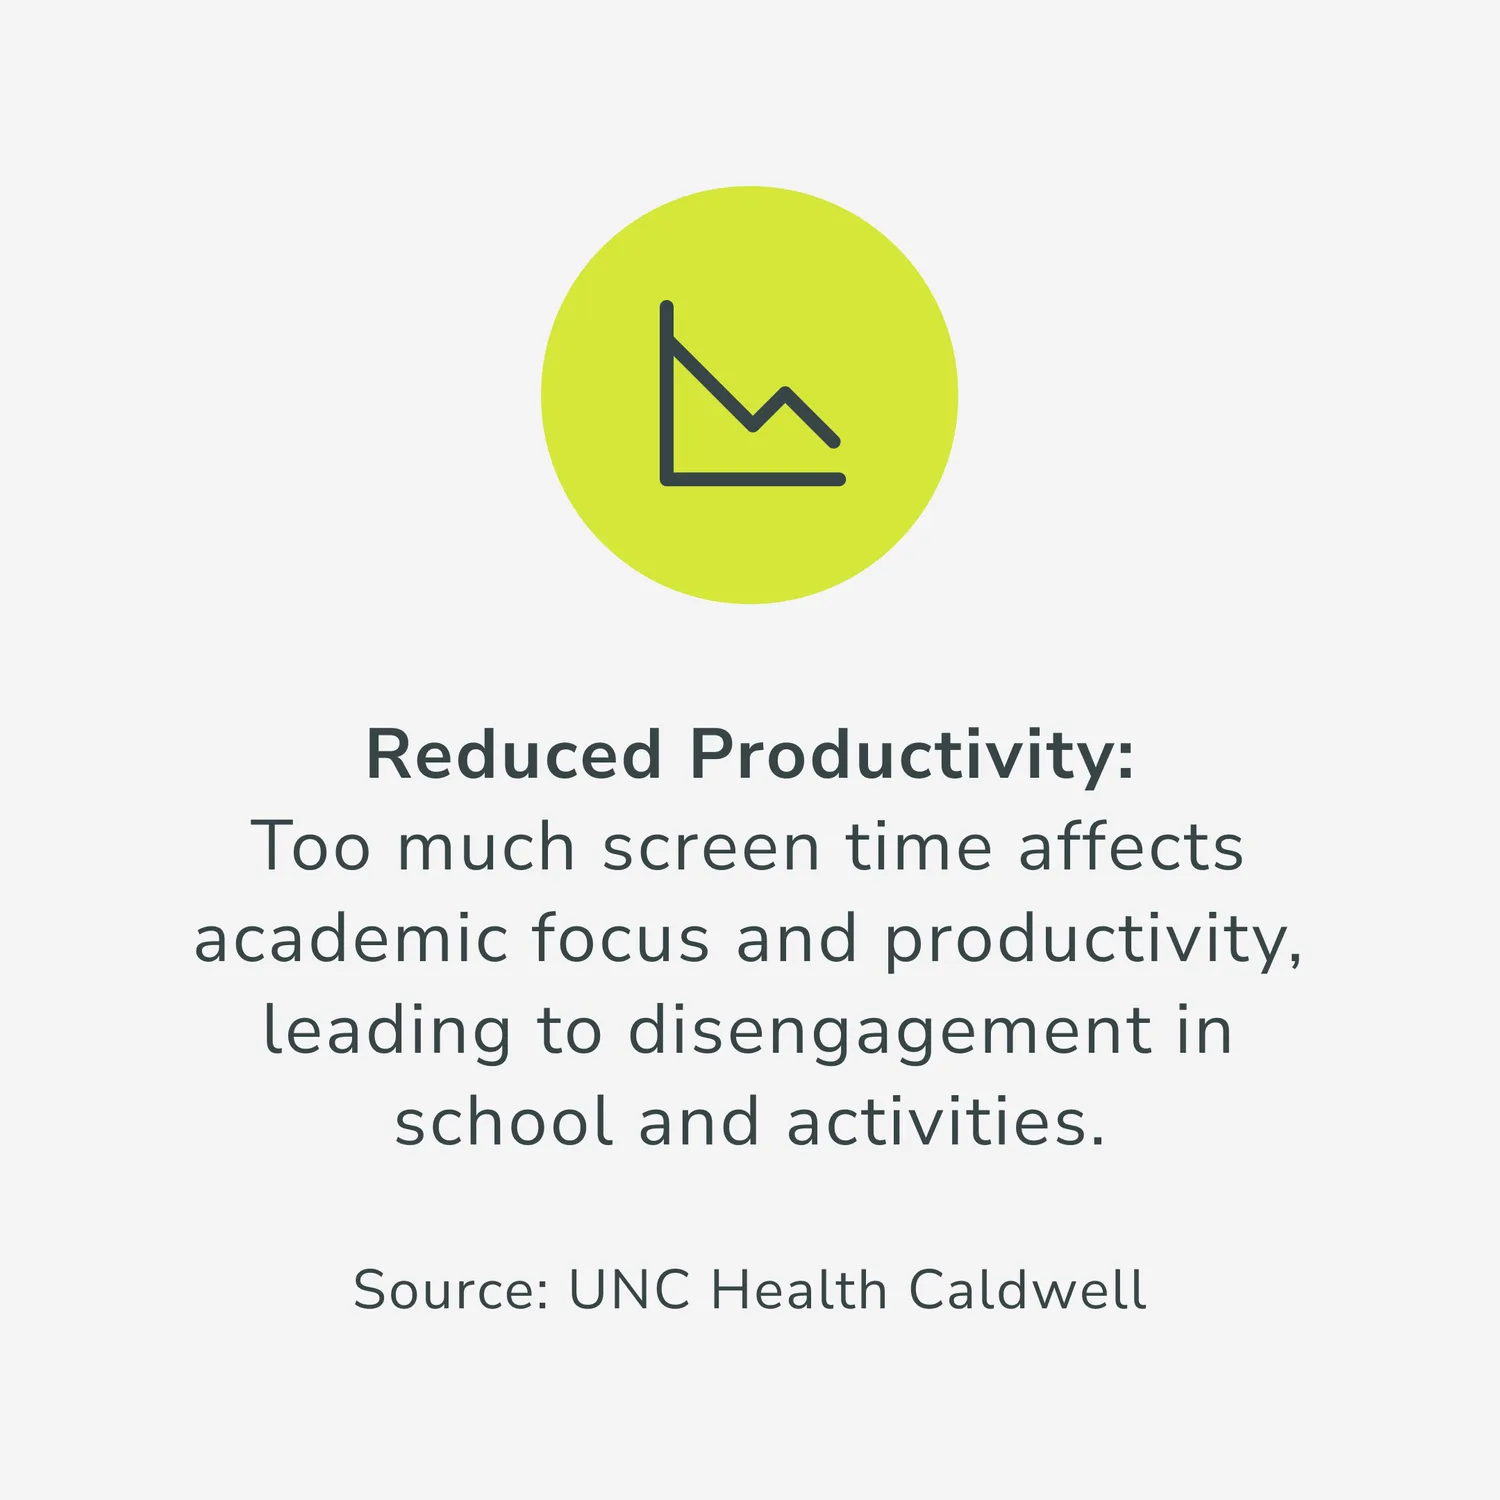 Reduced Productivity:
Too much screen time affects
academic focus and productivity,
leading to disengagement in
school and activities.
Source: UNC Health Caldwell